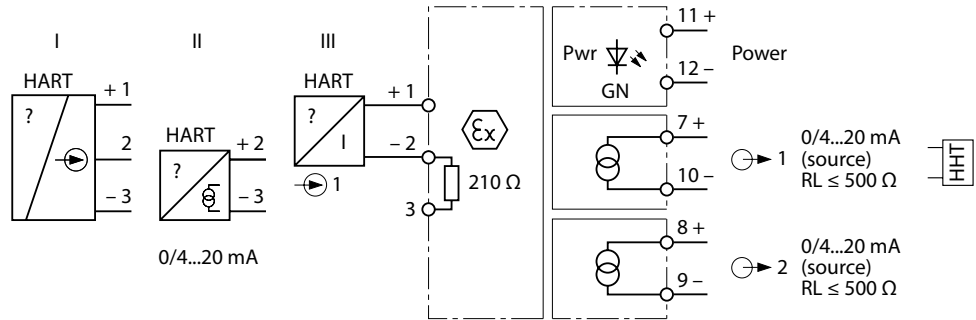 I
HART
?
+ 1
2
– 3
II
HART
?
+ 2
– 3
0/4...20 mA
III
HART
?
I
+ 1
– 2
1
3
210 Ω
Ex
Pwr
GN
11 +
12 –
Power
7 +
10 –
1
0/4...20 mA
(source)
RL ≤ 500 Ω
HHT
8 +
9 –
2
0/4...20 mA
(source)
RL ≤ 500 Ω